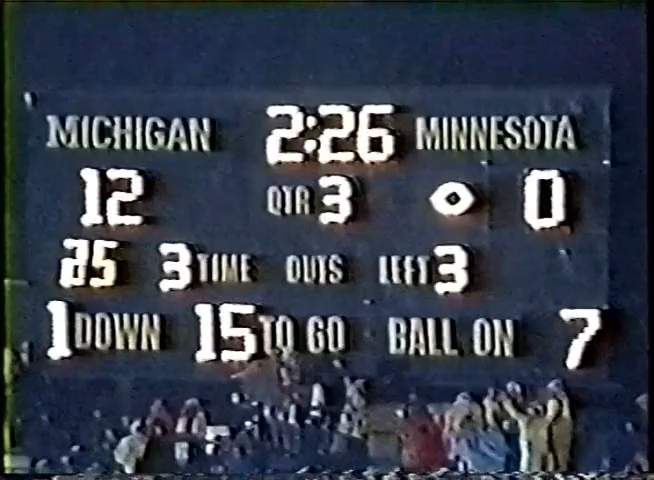 MICHIGAN 2:26 MINNESOTA
12 QTR 3 0
25 3 TIME OUTS LEFT 3
1 DOWN 15 TO GO BALL ON 7